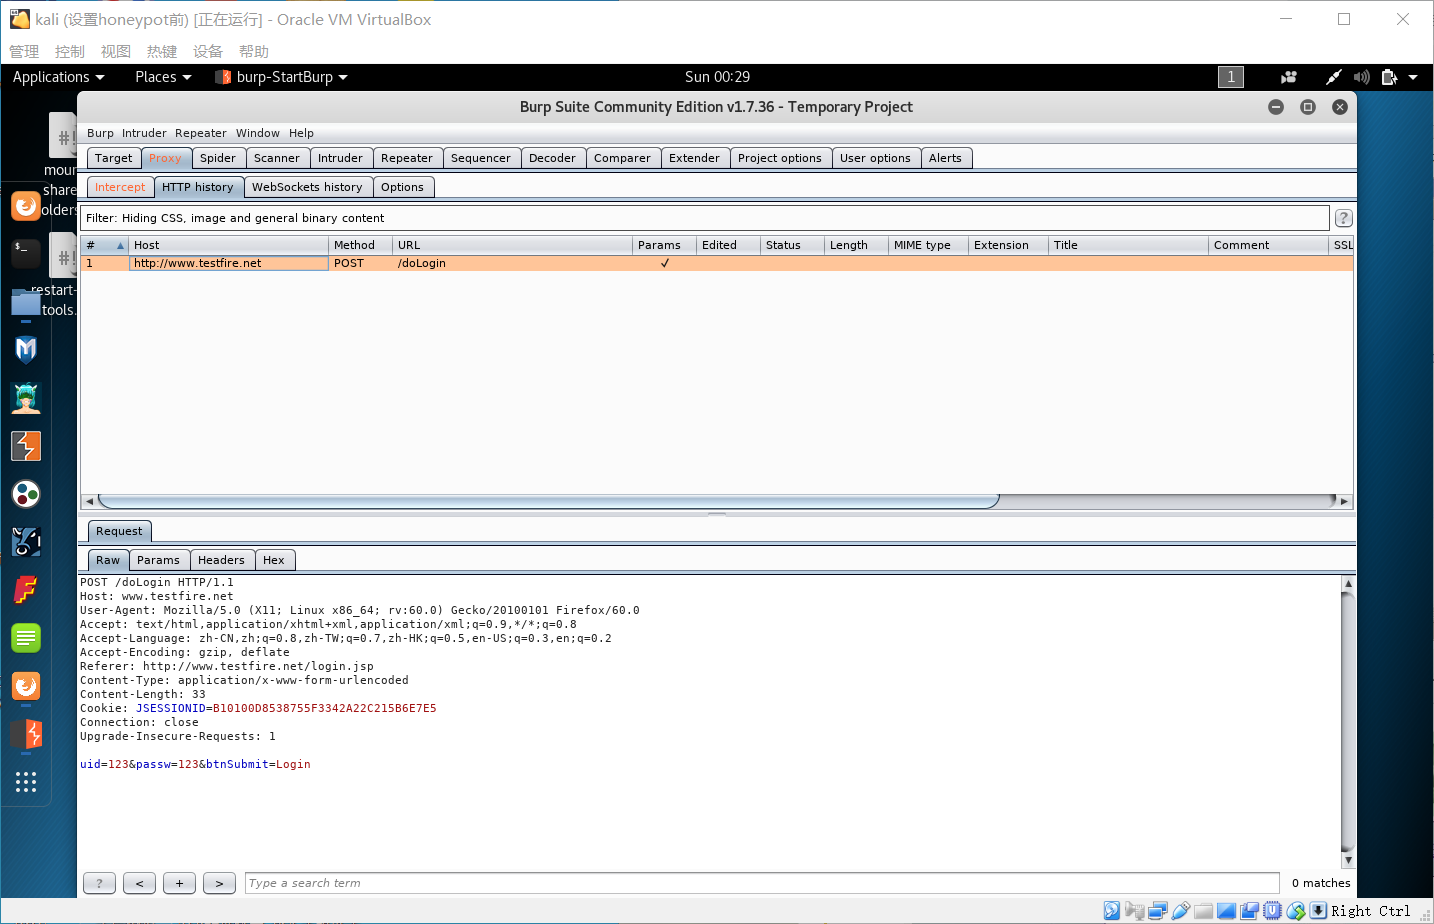 kali (设置honeypot前) [正在运行] - Oracle VM VirtualBox
管理 控制 视图 热键 设备 帮助
Applications Places burp-StartBurp Sun 00:29 1
Burp Suite Community Edition v1.7.36 - Temporary Project
Burp Intruder Repeater Window Help
Target Proxy Spider Scanner Intruder Repeater Sequencer Decoder Comparer Extender Project options User options Alerts
Intercept HTTP history WebSockets history Options
Filter: Hiding CSS, image and general binary content ?
# Host Method URL Params Edited Status Length MIME type Extension Title Comment SSL
1 http://www.testfire.net POST /doLogin ✓
#!
moun
share
olders
#!
restart-
tools.
Request
Raw Params Headers Hex
POST /doLogin HTTP/1.1
Host: www.testfire.net
User-Agent: Mozilla/5.0 (X11; Linux x86_64; rv:60.0) Gecko/20100101 Firefox/60.0
Accept: text/html,application/xhtml+xml,application/xml;q=0.9,*/*;q=0.8
Accept-Language: zh-CN,zh;q=0.8,zh-TW;q=0.7,zh-HK;q=0.5,en-US;q=0.3,en;q=0.2
Accept-Encoding: gzip, deflate
Referer: http://www.testfire.net/login.jsp
Content-Type: application/x-www-form-urlencoded
Content-Length: 33
Cookie: JSESSIONID=B10100D8538755F3342A22C215B6E7E5
Connection: close
Upgrade-Insecure-Requests: 1
uid=123&passw=123&btnSubmit=Login
? < + > Type a search term 0 matches
Right Ctrl